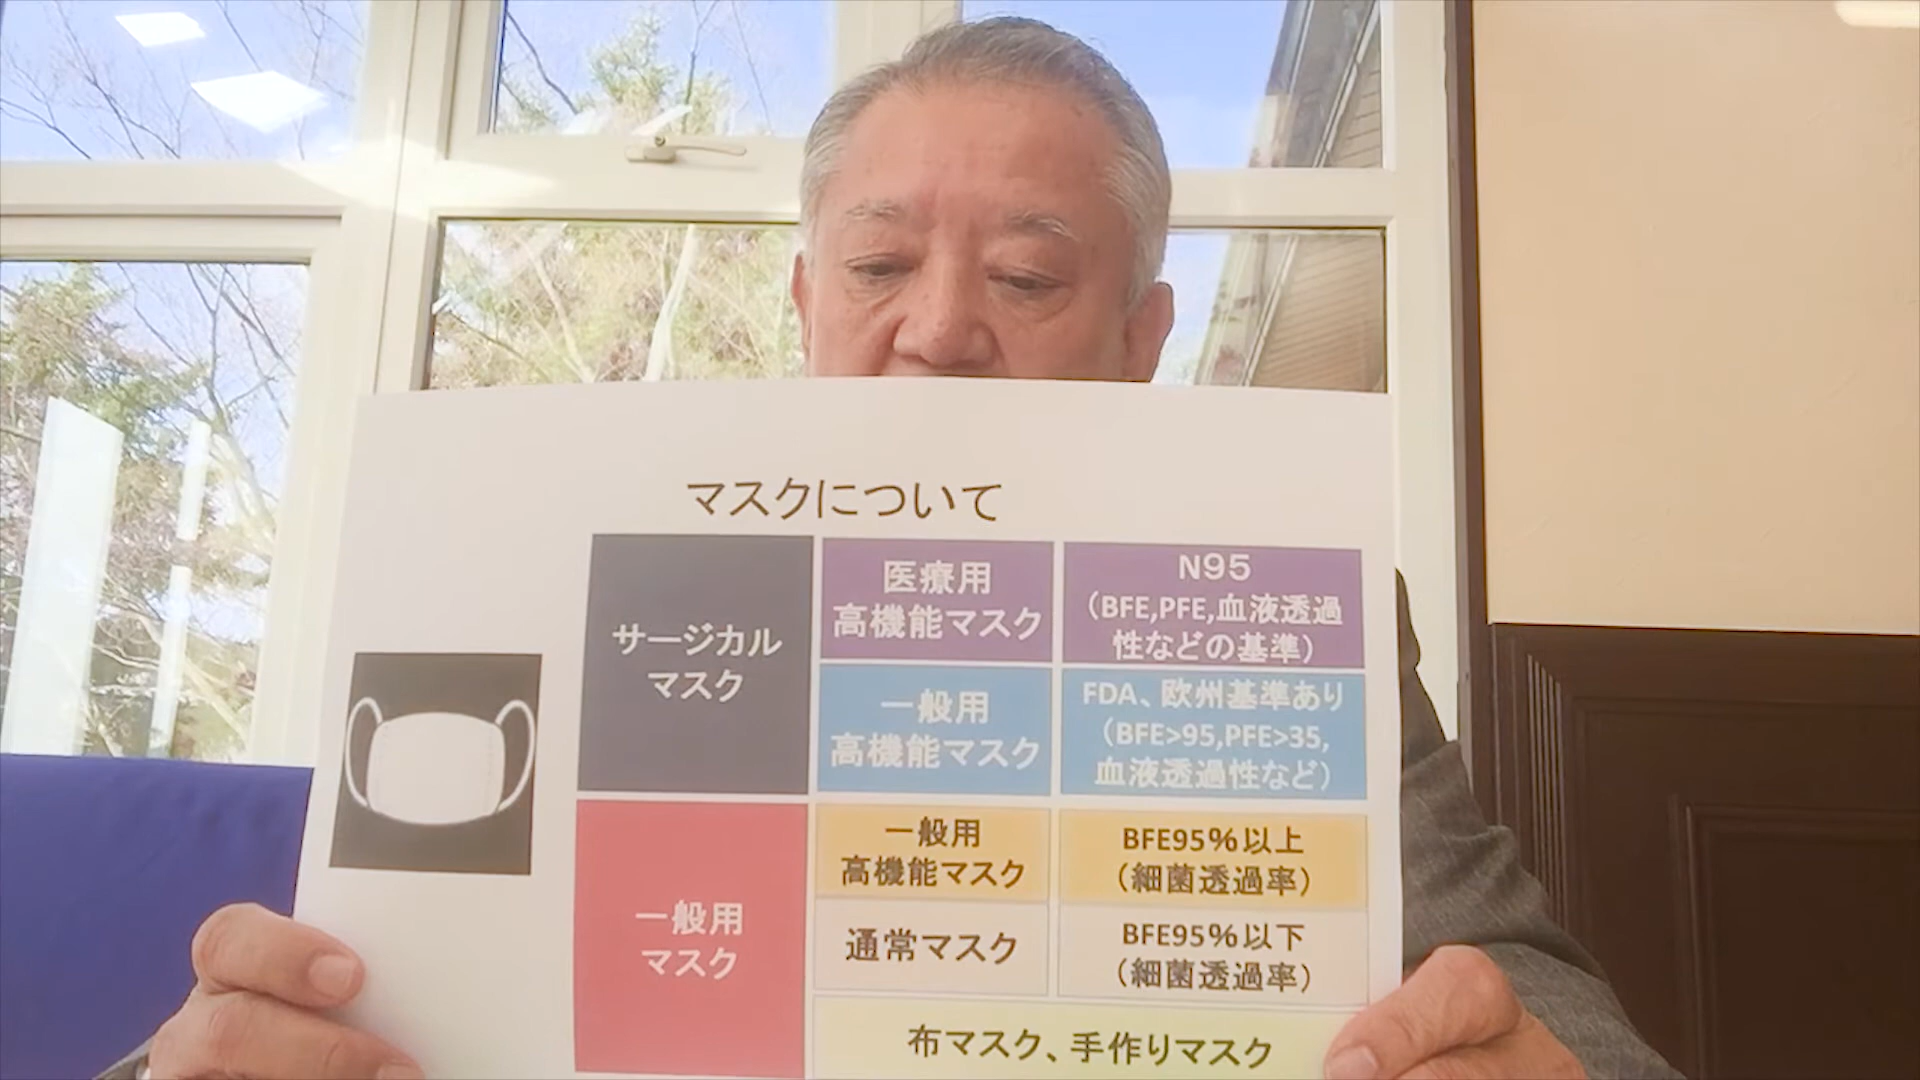 マスクについて
サージカル
マスク
医療用
高機能マスク
N95
（BFE,PFE,血液透過
性などの基準）
一般用
高機能マスク
FDA、欧州基準あり
（BFE>95,PFE>35,
血液透過性など）
一般用
マスク
一般用
高機能マスク
BFE95％以上
（細菌透過率）
通常マスク
BFE95％以下
（細菌透過率）
布マスク、手作りマスク